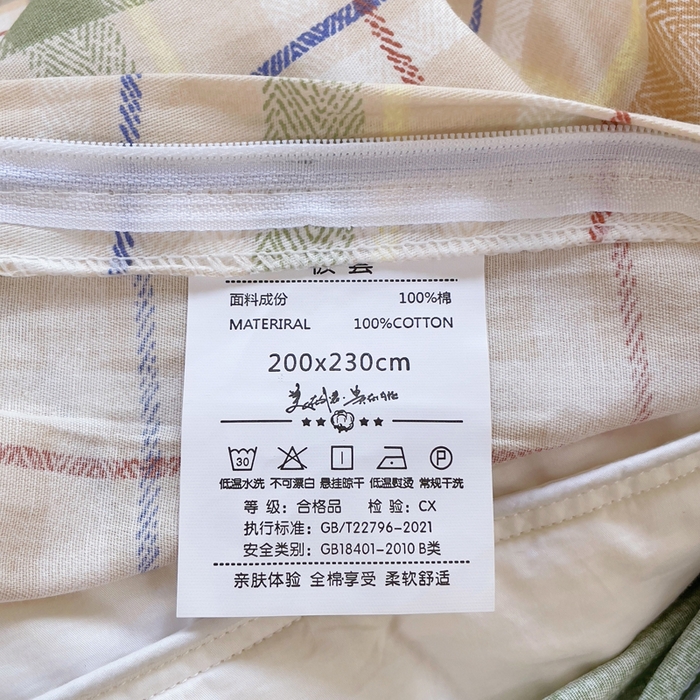 面料成份 100%棉
MATERIRAL 100%COTTON
200x230cm
30 P
低温水洗 不可漂白 悬挂晾干 低温熨烫 常规干洗
等 级：合格品 检 验：CX
执行标准：GB/T22796-2021
安全类别：GB18401-2010 B类
亲肤体验 全棉享受 柔软舒适